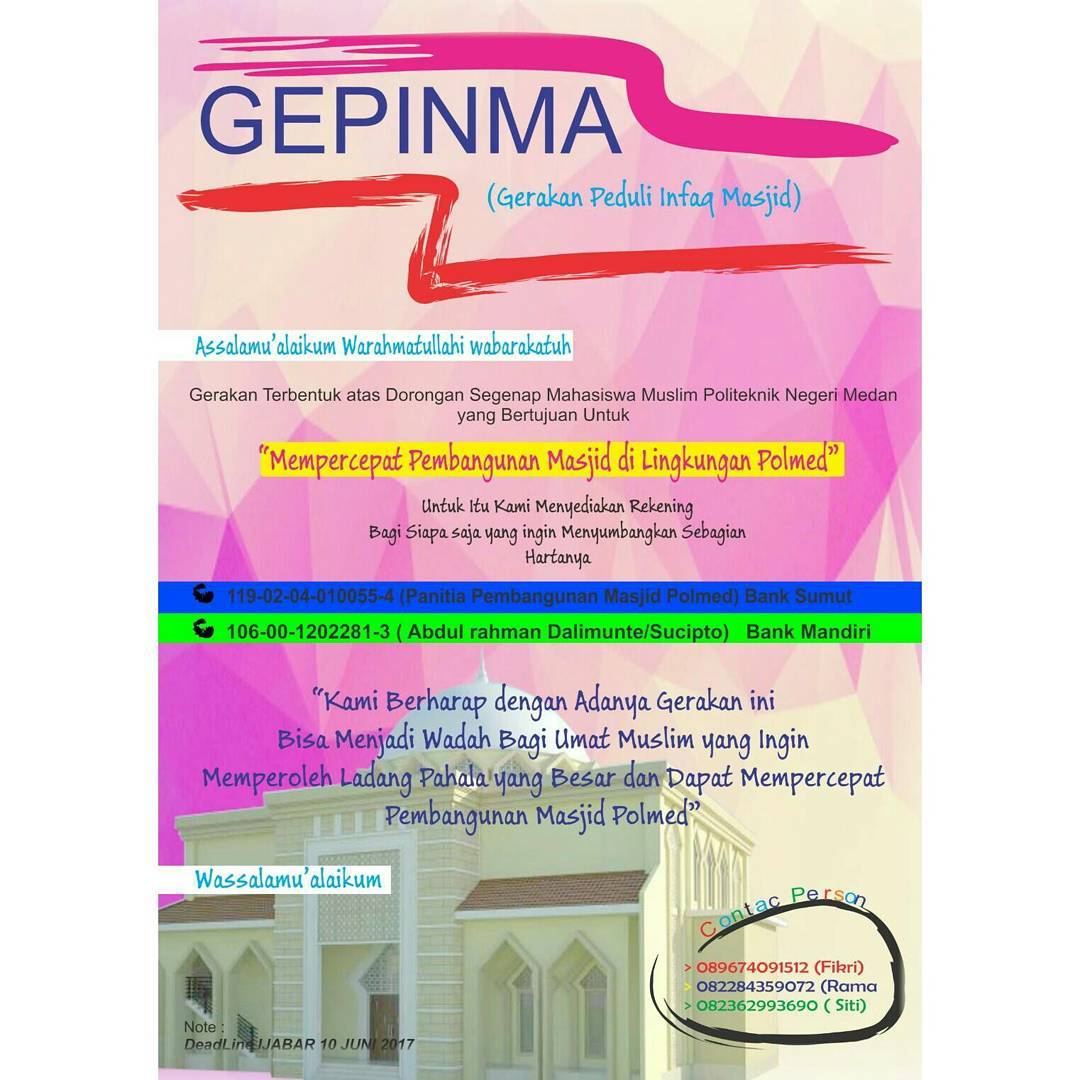 GEPINMA
(Gerakan Peduli Infaq Masjid)
Assalamu'alaikum Warahmatullahi wabarakatuh
Gerakan Terbentuk atas Dorongan Segenap Mahasiswa Muslim Politeknik Negeri Medan
yang Bertujuan Untuk
"Mempercepat Pembangunan Masjid di Lingkungan Polmed"
Untuk Itu Kami Menyediakan Rekening
Bagi Siapa saja yang ingin Menyumbangkan Sebagian
Hartanya
119-02-04-010055-4 (Panitia Pembangunan Masjid Polmed) Bank Sumut
106-00-1202281-3 ( Abdul rahman Dalimunte/Sucipto) Bank Mandiri
"Kami Berharap dengan Adanya Gerakan ini
Bisa Menjadi Wadah Bagi Umat Muslim yang Ingin
Memperoleh Ladang Pahala yang Besar dan Dapat Mempercepat
Pembangunan Masjid Polmed"
Wassalamu'alaikum
Contac Person
> 089674091512 (Fikri)
> 082284359072 (Rama
> 082362993690 ( Siti)
Note :
DeadLine IJABAR 10 JUNI 2017